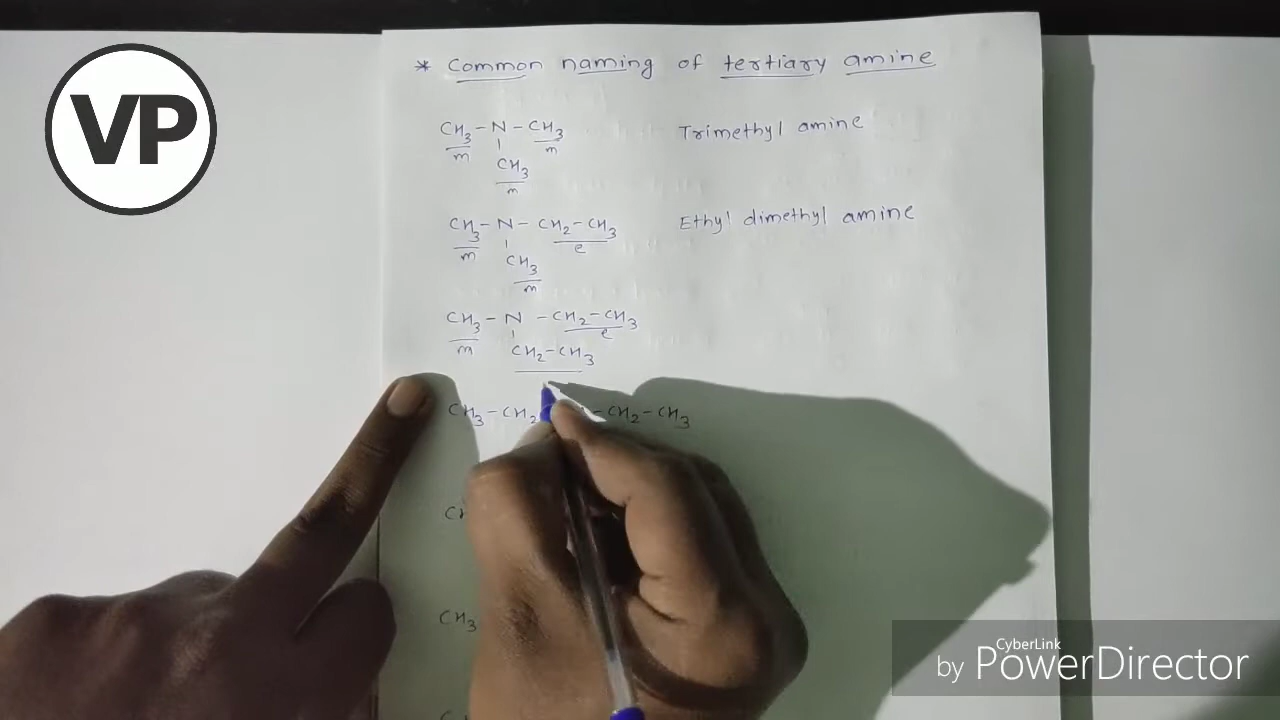 VP
* Common naming of tertiary amine
CH3 - N - CH3 Trimethyl amine
m m
CH3
m
CH3 - N - CH2 - CH3 Ethyl dimethyl amine
m e
CH3
m
CH3 - N - CH2 - CH3
m e
CH2 - CH3
CH3 - CH2 - CH2 - CH3
CH3
CyberLink
by PowerDirector